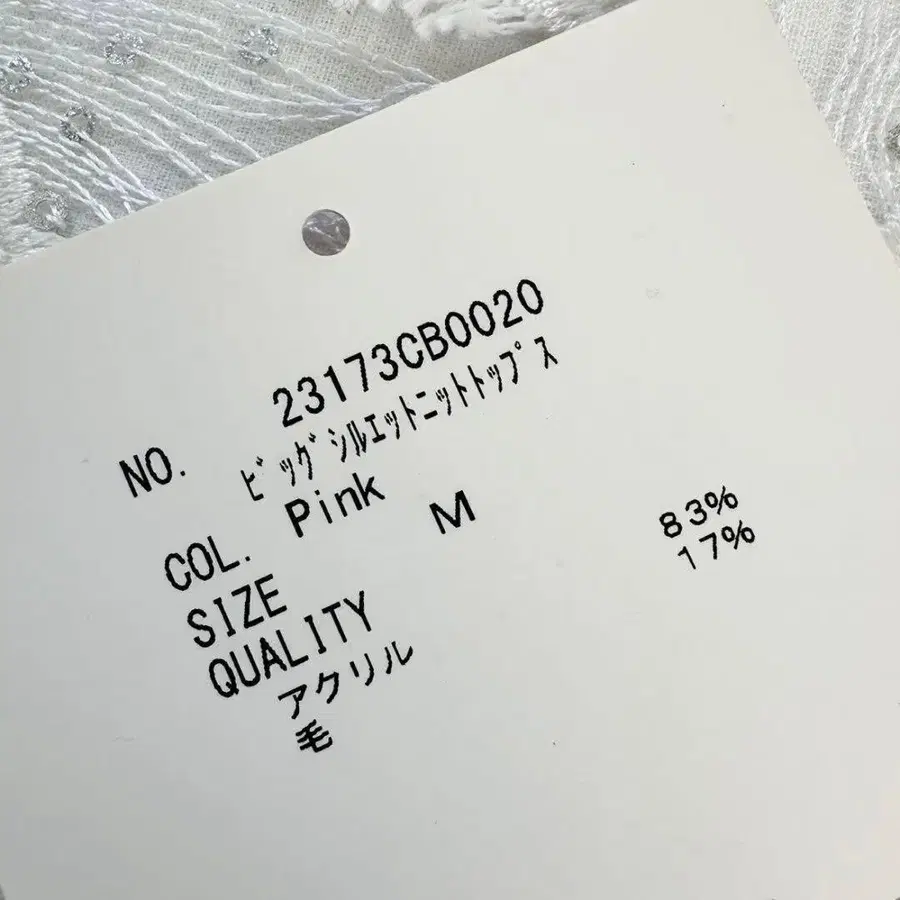 NO. 23173CB0020
ﾋﾞｯｸﾞｼﾙｴｯﾄﾆｯﾄﾄｯﾌﾟｽ
COL. Pink
SIZE M
QUALITY
アクリル 83%
毛 17%